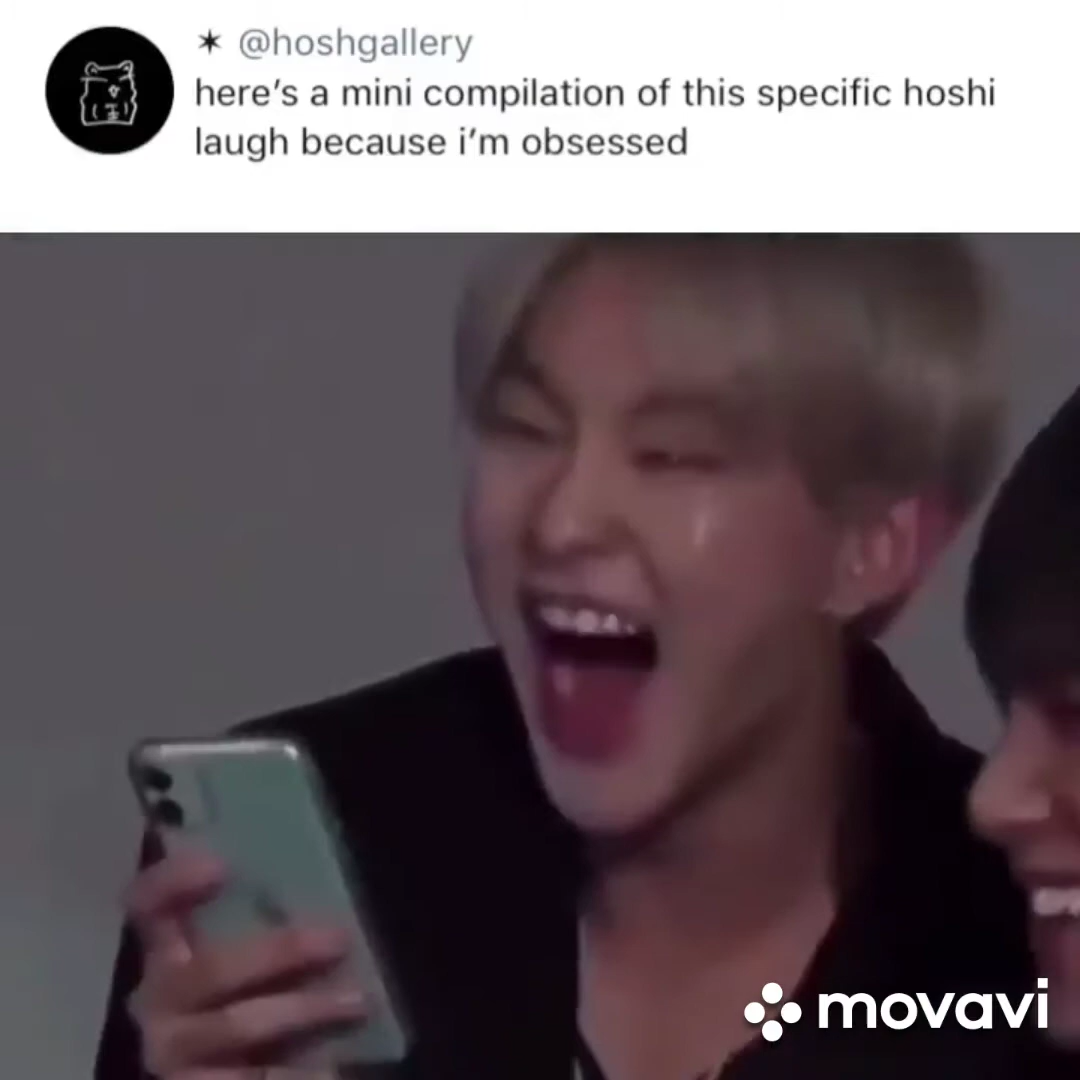 ✶ @hoshgallery
here’s a mini compilation of this specific hoshi
laugh because i’m obsessed
movavi